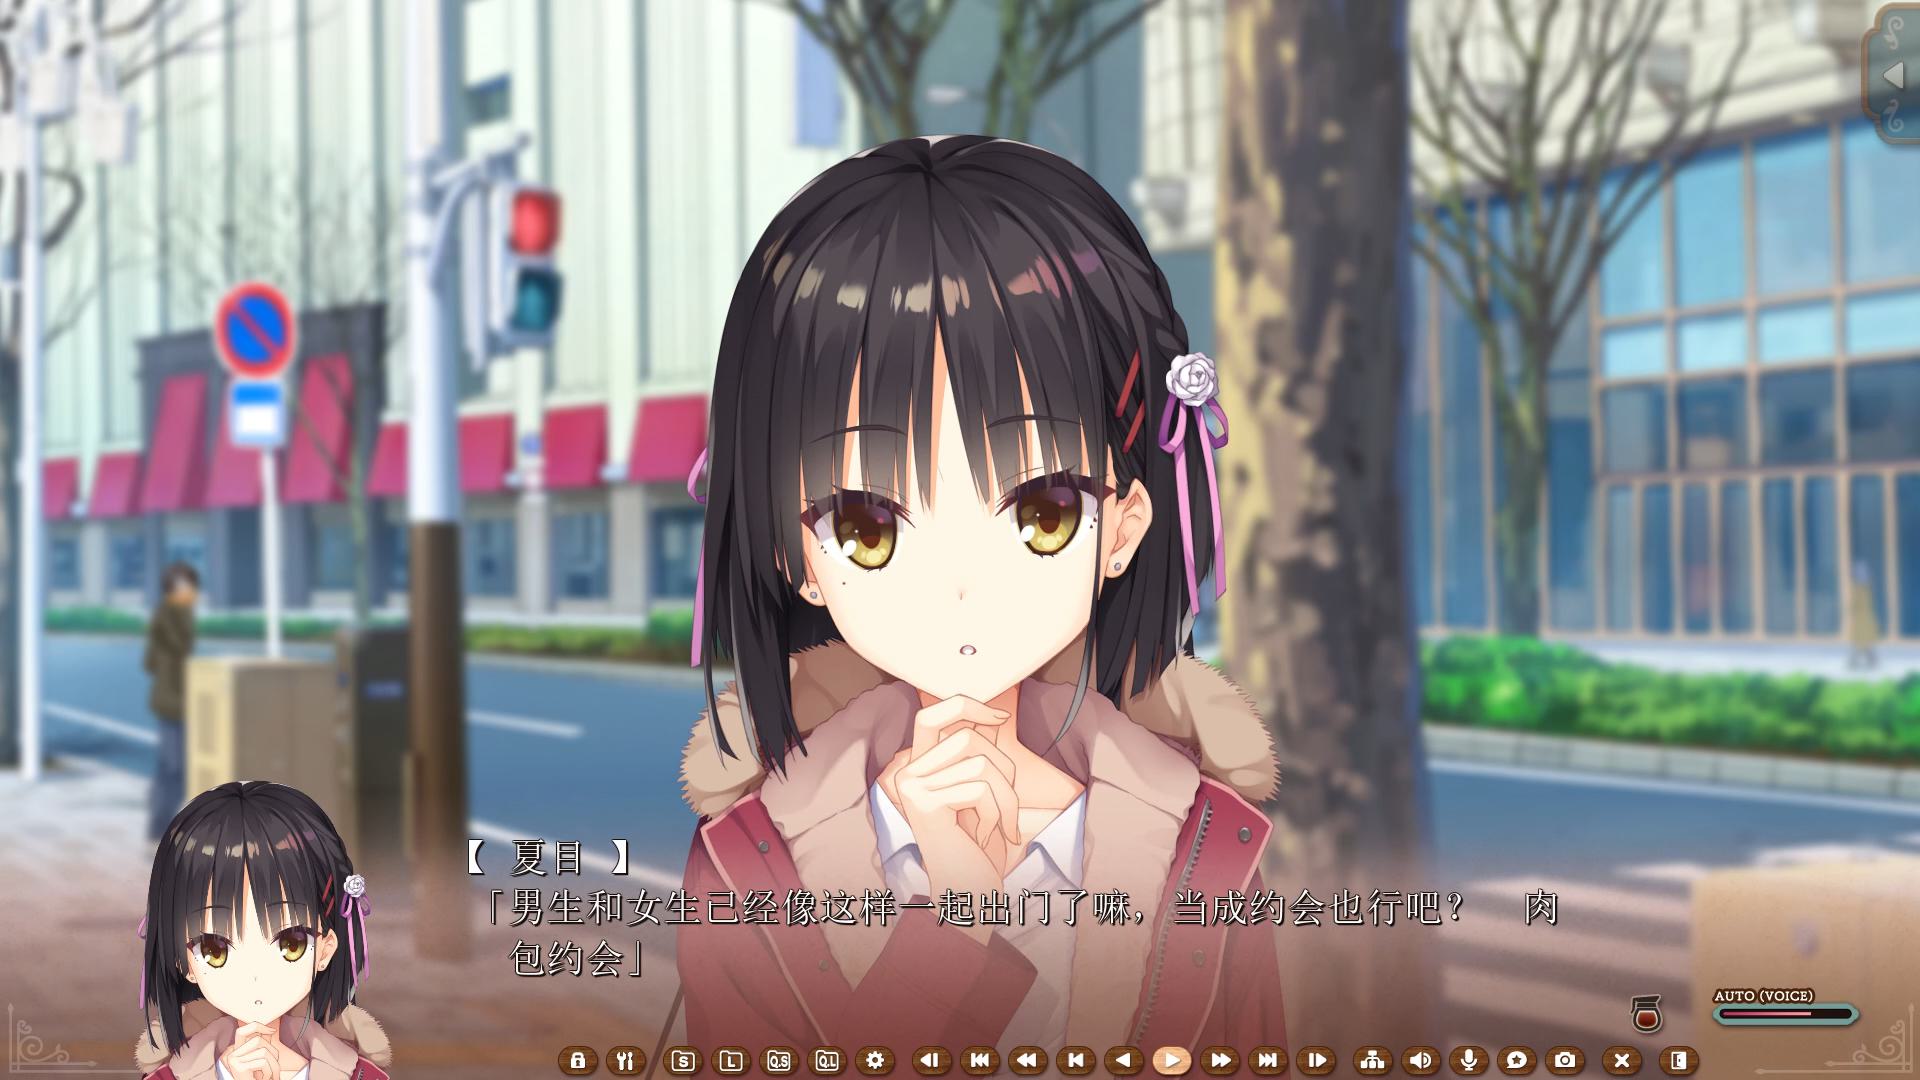 【 夏目 】
「男生和女生已经像这样一起出门了嘛，当成约会也行吧？　肉
包约会」
AUTO (VOICE)
S L Q.S Q.L